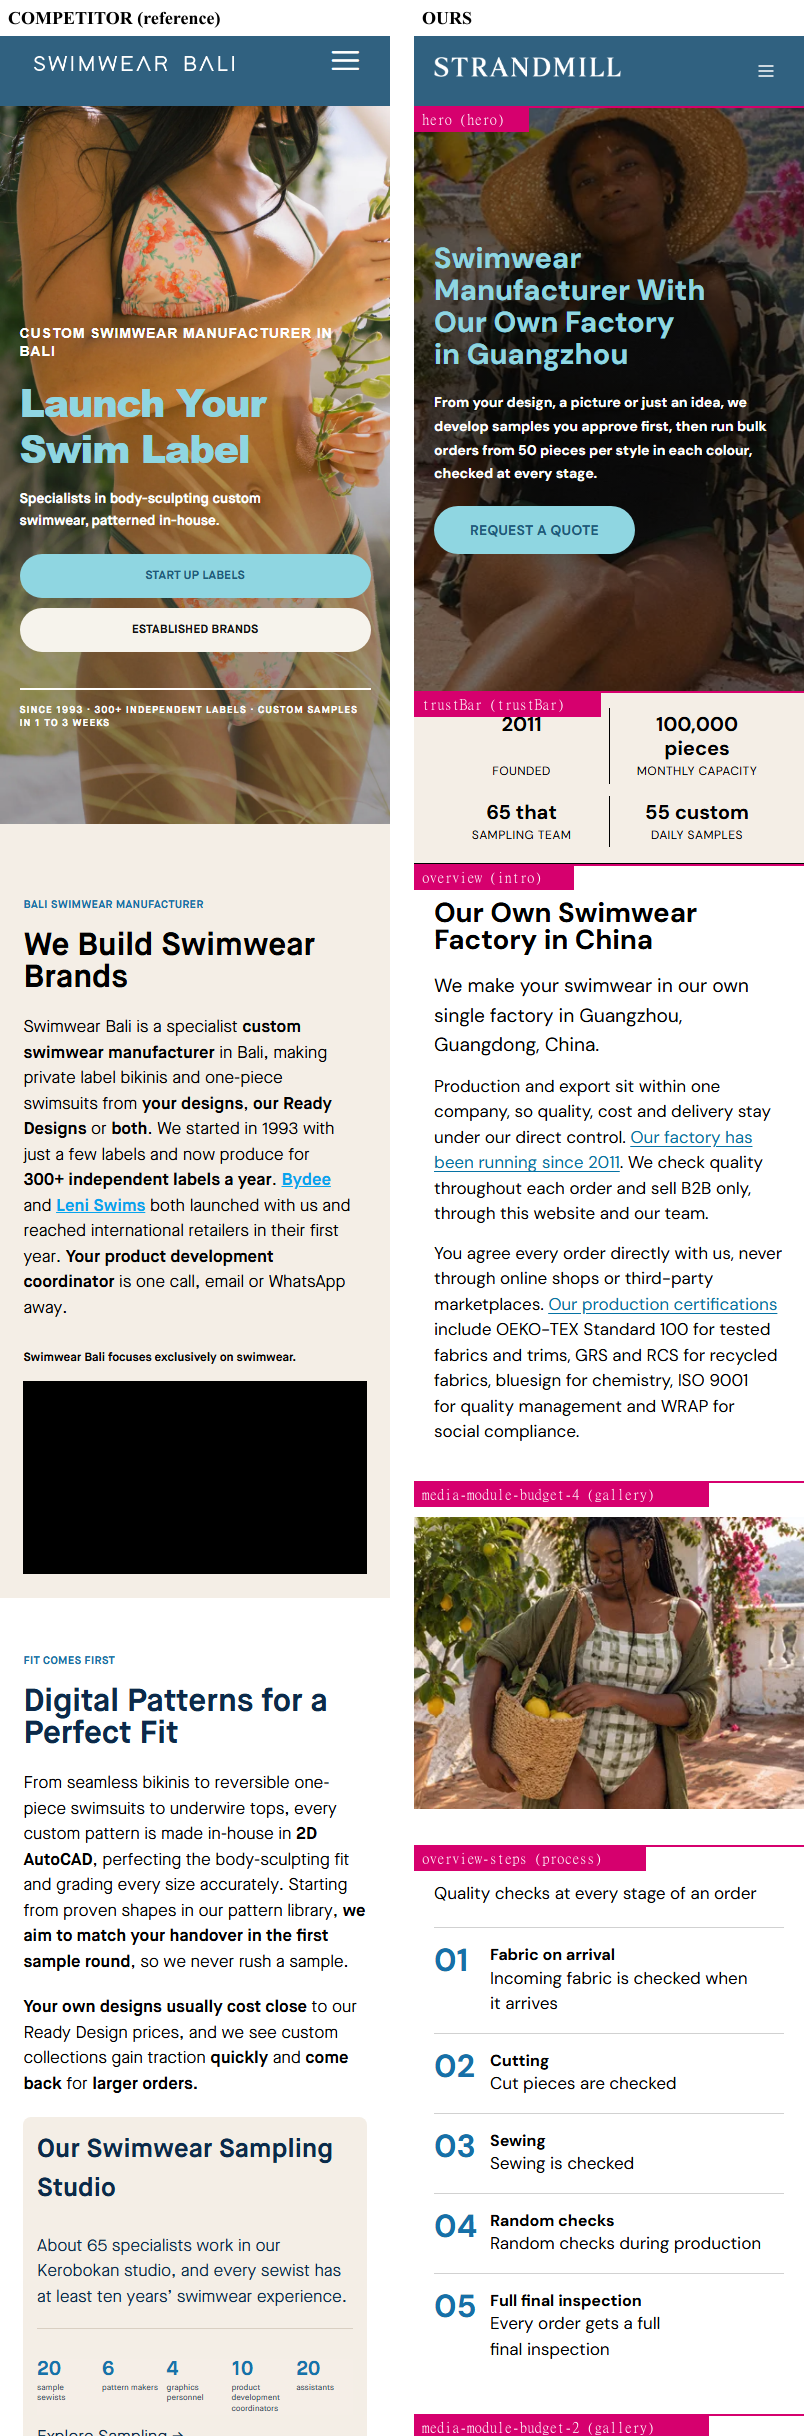 COMPETITOR (reference)
SWIMWEAR BALI
CUSTOM SWIMWEAR MANUFACTURER IN
BALI
Launch Your
Swim Label
Specialists in body-sculpting custom
swimwear, patterned in-house.
START UP LABELS
ESTABLISHED BRANDS
SINCE 1993 · 300+ INDEPENDENT LABELS · CUSTOM SAMPLES
IN 1 TO 3 WEEKS
BALI SWIMWEAR MANUFACTURER
We Build Swimwear
Brands
Swimwear Bali is a specialist custom
swimwear manufacturer in Bali, making
private label bikinis and one-piece
swimsuits from your designs, our Ready
Designs or both. We started in 1993 with
just a few labels and now produce for
300+ independent labels a year. Bydee
and Leni Swims both launched with us and
reached international retailers in their first
year. Your product development
coordinator is one call, email or WhatsApp
away.
Swimwear Bali focuses exclusively on swimwear.
FIT COMES FIRST
Digital Patterns for a
Perfect Fit
From seamless bikinis to reversible one-
piece swimsuits to underwire tops, every
custom pattern is made in-house in 2D
AutoCAD, perfecting the body-sculpting fit
and grading every size accurately. Starting
from proven shapes in our pattern library, we
aim to match your handover in the first
sample round, so we never rush a sample.
Your own designs usually cost close to our
Ready Design prices, and we see custom
collections gain traction quickly and come
back for larger orders.
Our Swimwear Sampling
Studio
About 65 specialists work in our
Kerobokan studio, and every sewist has
at least ten years’ swimwear experience.
20 6 4 10 20
sample pattern makers graphics product assistants
sewists personnel development
coordinators
Explore Sampling →
OURS
STRANDMILL
hero (hero)
Swimwear
Manufacturer With
Our Own Factory
in Guangzhou
From your design, a picture or just an idea, we
develop samples you approve first, then run bulk
orders from 50 pieces per style in each colour,
checked at every stage.
REQUEST A QUOTE
trustBar (trustBar)
2011
FOUNDED
100,000
pieces
MONTHLY CAPACITY
65 that
SAMPLING TEAM
55 custom
DAILY SAMPLES
overview (intro)
Our Own Swimwear
Factory in China
We make your swimwear in our own
single factory in Guangzhou,
Guangdong, China.
Production and export sit within one
company, so quality, cost and delivery stay
under our direct control. Our factory has
been running since 2011. We check quality
throughout each order and sell B2B only,
through this website and our team.
You agree every order directly with us, never
through online shops or third-party
marketplaces. Our production certifications
include OEKO-TEX Standard 100 for tested
fabrics and trims, GRS and RCS for recycled
fabrics, bluesign for chemistry, ISO 9001
for quality management and WRAP for
social compliance.
media-module-budget-4 (gallery)
overview-steps (process)
Quality checks at every stage of an order
01 Fabric on arrival
Incoming fabric is checked when
it arrives
02 Cutting
Cut pieces are checked
03 Sewing
Sewing is checked
04 Random checks
Random checks during production
05 Full final inspection
Every order gets a full
final inspection
media-module-budget-2 (gallery)